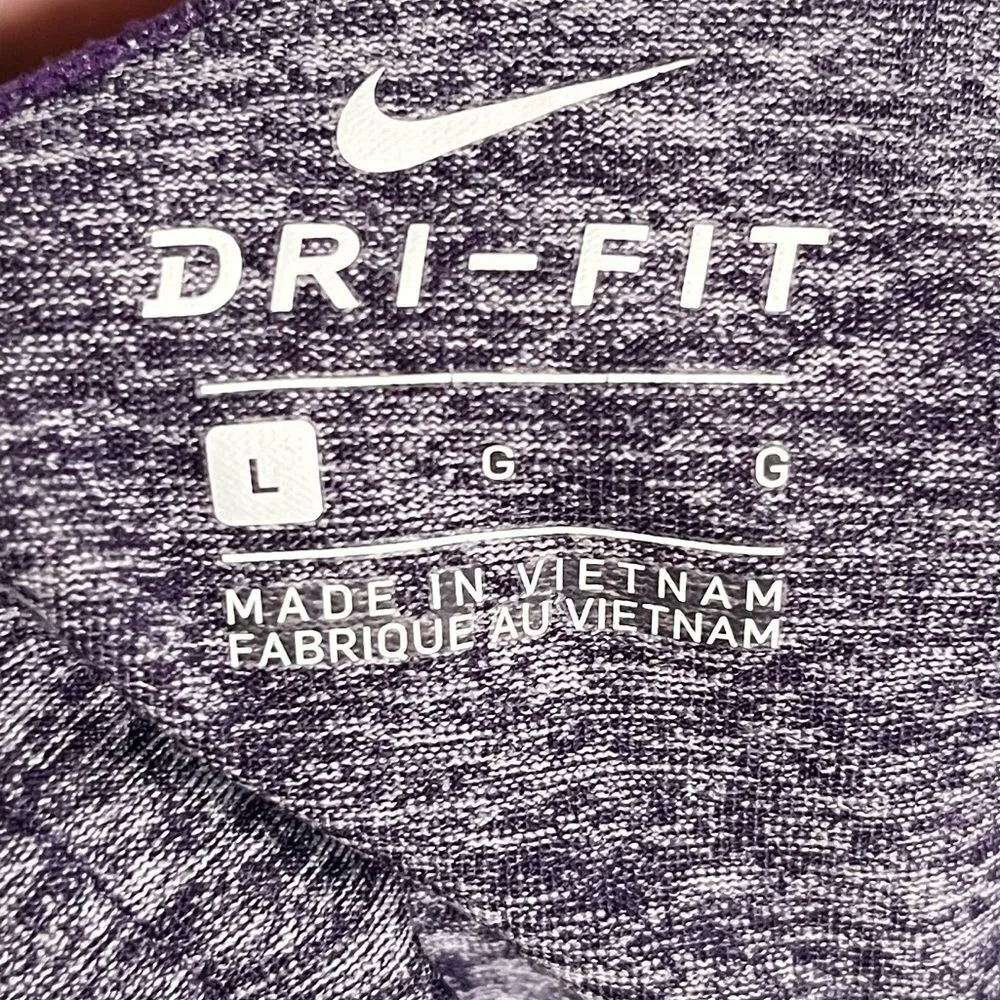 DRI-FIT
L G G
MADE IN VIETNAM
FABRIQUE AU VIETNAM